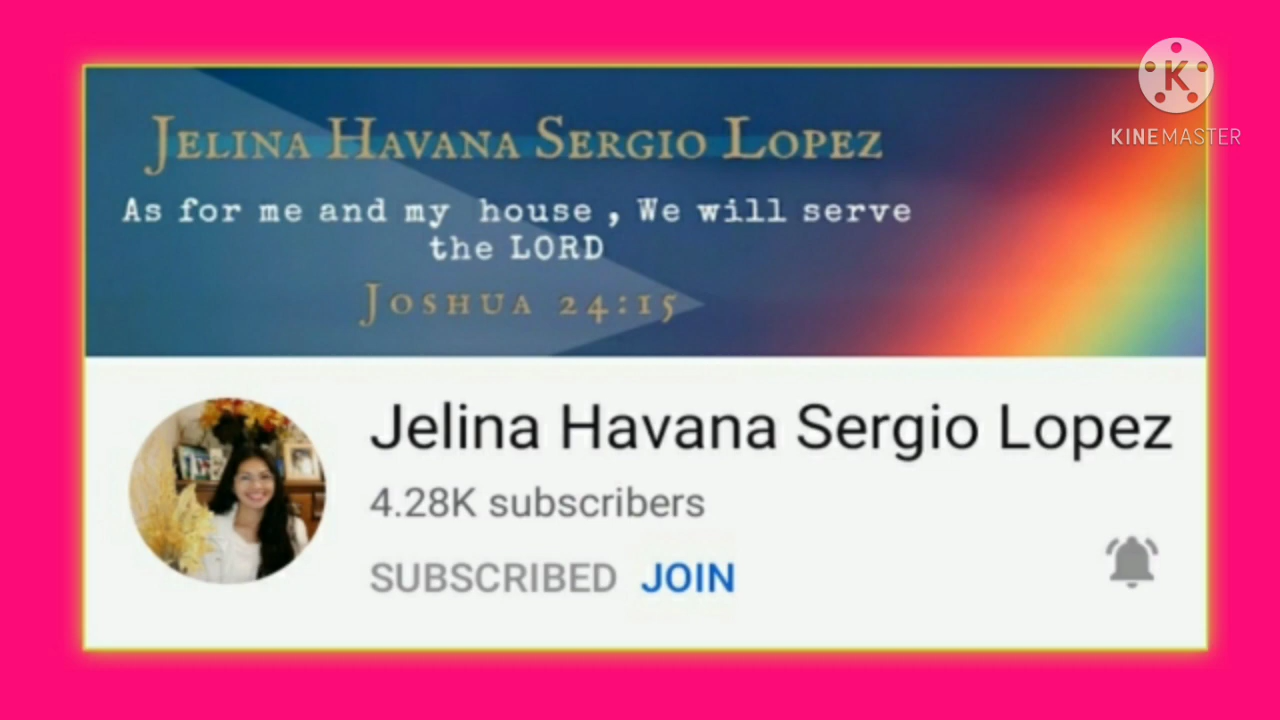 K
KINEMASTER
Jelina Havana Sergio Lopez
As for me and my house , We will serve
the LORD
Joshua 24:15
Jelina Havana Sergio Lopez
4.28K subscribers
SUBSCRIBED JOIN